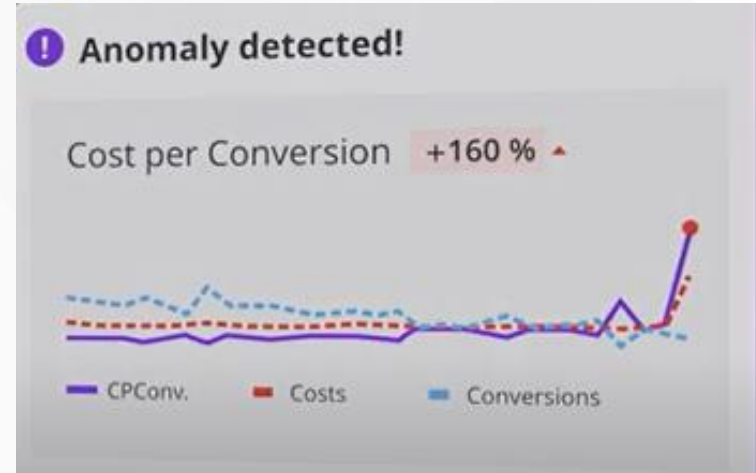 !
Anomaly detected!
Cost per Conversion +160 %
CPConv. Costs Conversions